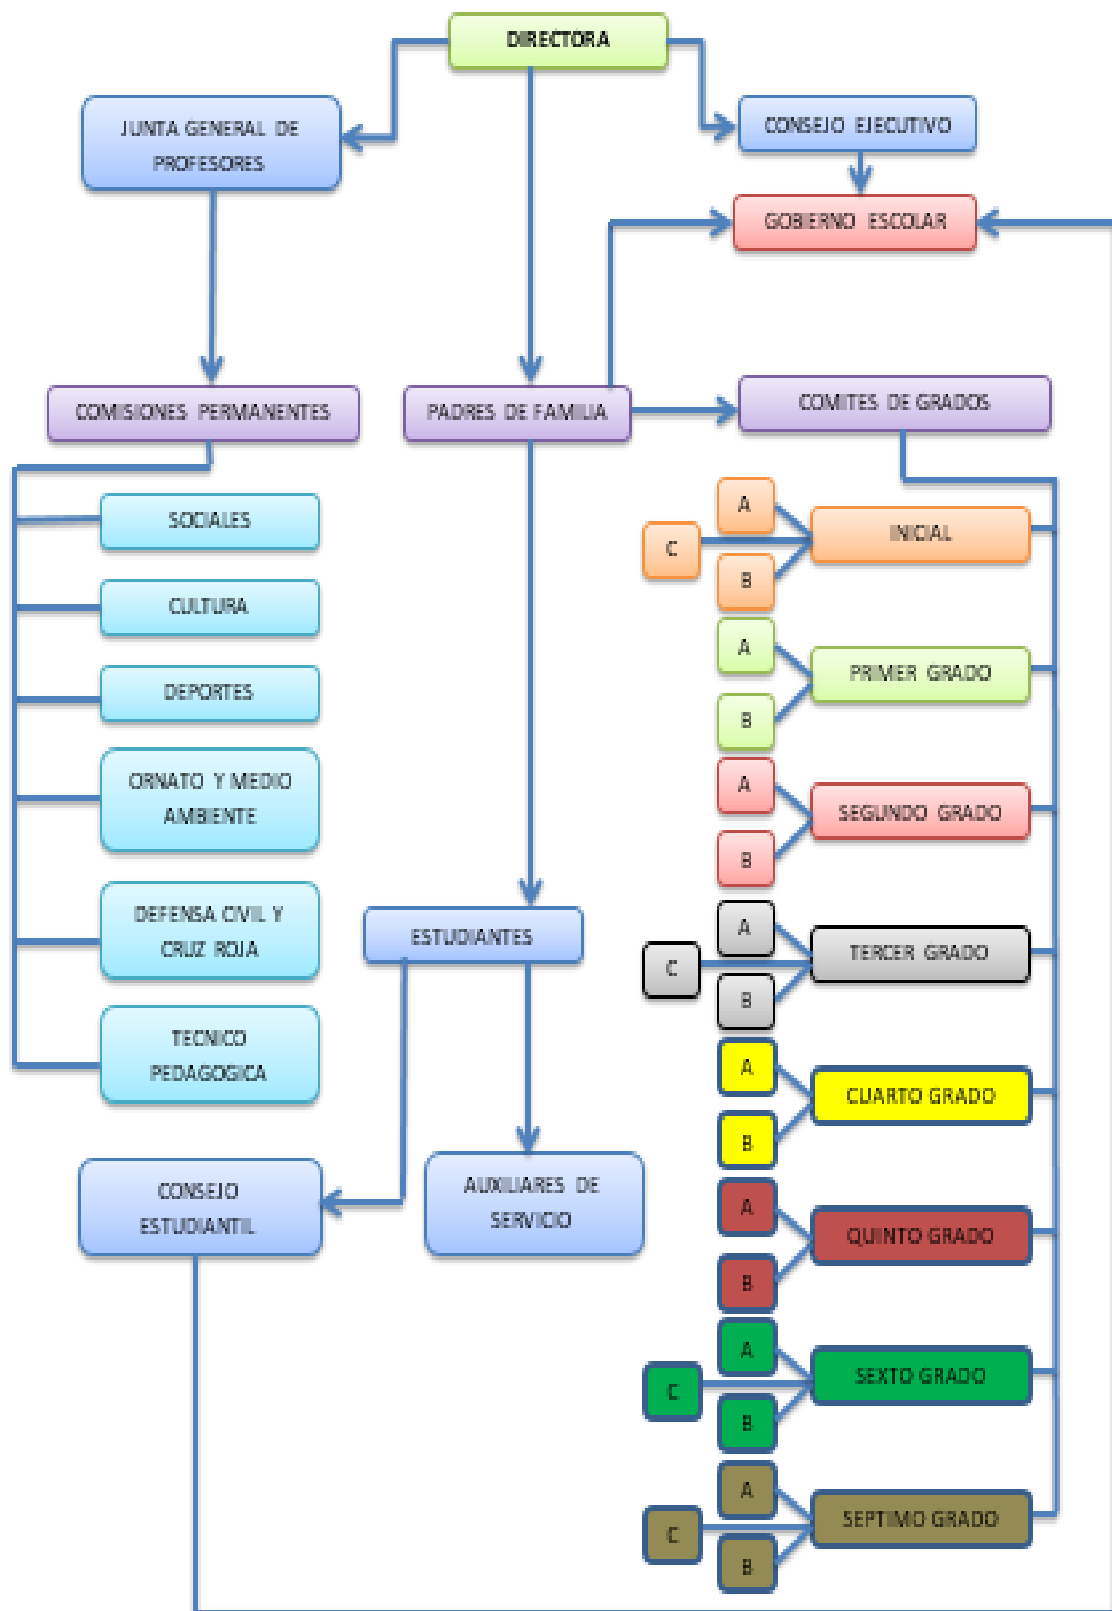 DIRECTORA
JUNTA GENERAL DE
PROFESORES
CONSEJO EJECUTIVO
GOBIERNO ESCOLAR
COMISIONES PERMANENTES
PADRES DE FAMILIA
COMITES DE GRADOS
SOCIALES
CULTURA
DEPORTES
ORNATO Y MEDIO
AMBIENTE
DEFENSA CIVIL Y
CRUZ ROJA
TECNICO
PEDAGOGICA
ESTUDIANTES
CONSEJO
ESTUDIANTIL
AUXILIARES DE
SERVICIO
A
INICIAL
C
B
A
PRIMER GRADO
B
A
SEGUNDO GRADO
B
A
TERCER GRADO
C
B
A
CUARTO GRADO
B
A
QUINTO GRADO
B
A
SEXTO GRADO
C
B
A
SEPTIMO GRADO
C
B